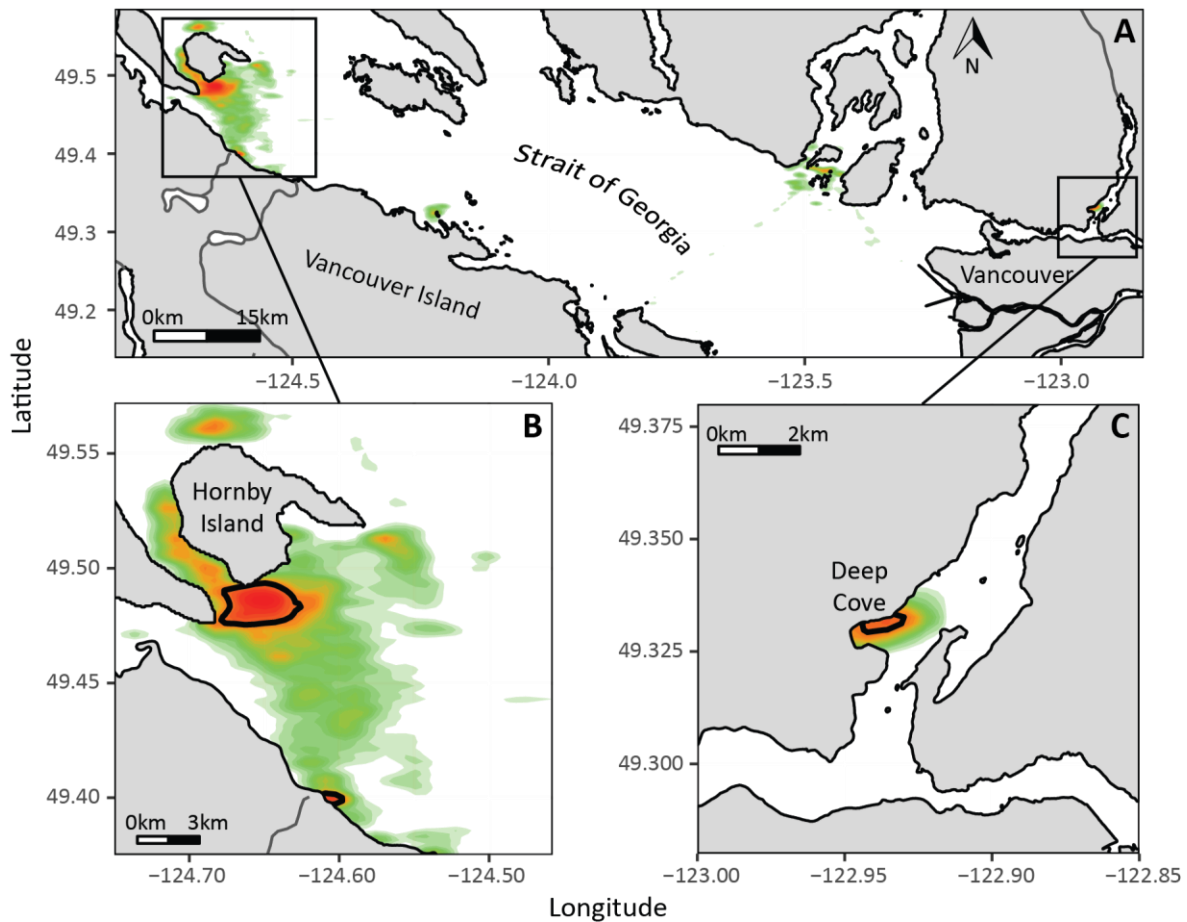 A
N
49.5
49.4
49.3
49.2
Strait of Georgia
Vancouver Island
Vancouver
0km 15km
−124.5 −124.0 −123.5 −123.0
Latitude
B
49.55
49.50
49.45
49.40
Hornby
Island
0km 3km
−124.70 −124.60 −124.50
C
0km 2km
49.375
49.350
49.325
49.300
Deep
Cove
−123.00 −122.95 −122.90 −122.85
Longitude